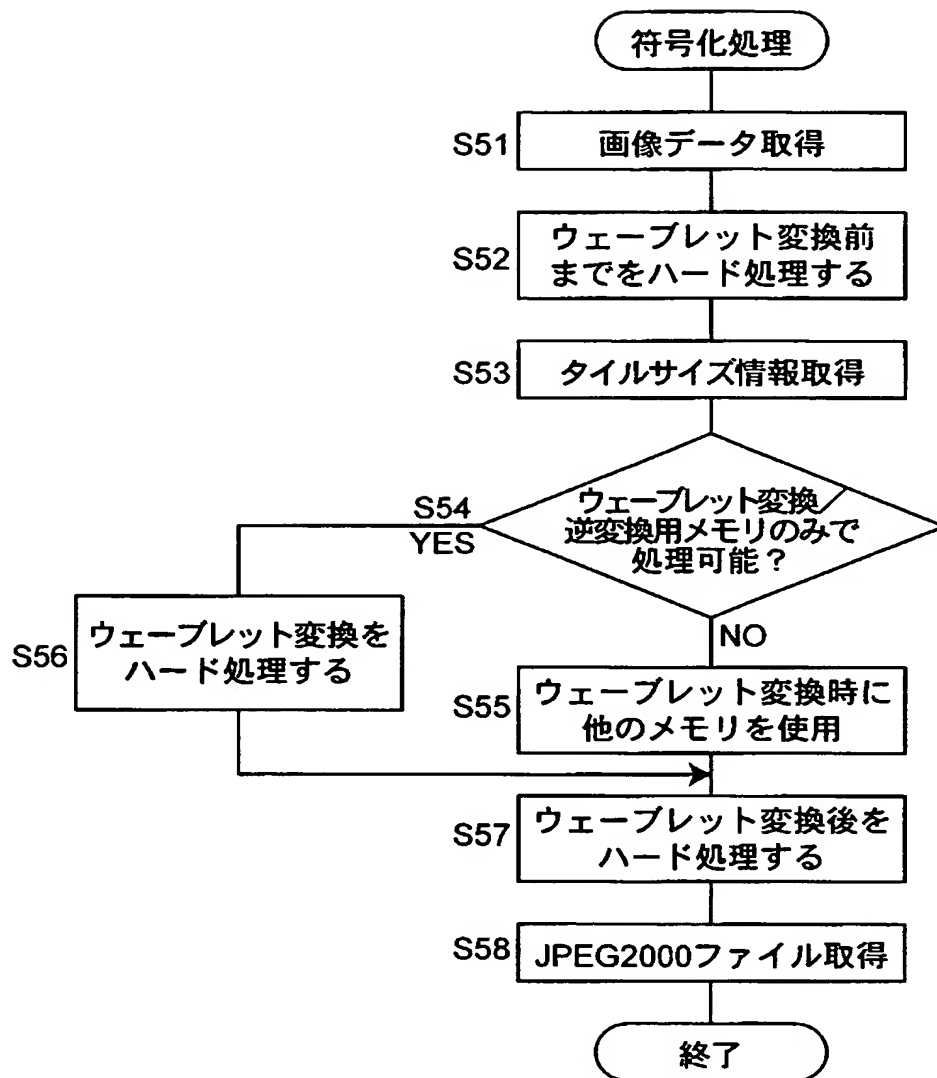 符号化処理
S51
画像データ取得
S52
ウェーブレット変換前
までをハード処理する
S53
タイルサイズ情報取得
S54
YES
ウェーブレット変換/
逆変換用メモリのみで
処理可能？
NO
S56
ウェーブレット変換を
ハード処理する
S55
ウェーブレット変換時に
他のメモリを使用
S57
ウェーブレット変換後を
ハード処理する
S58
JPEG2000ファイル取得
終了